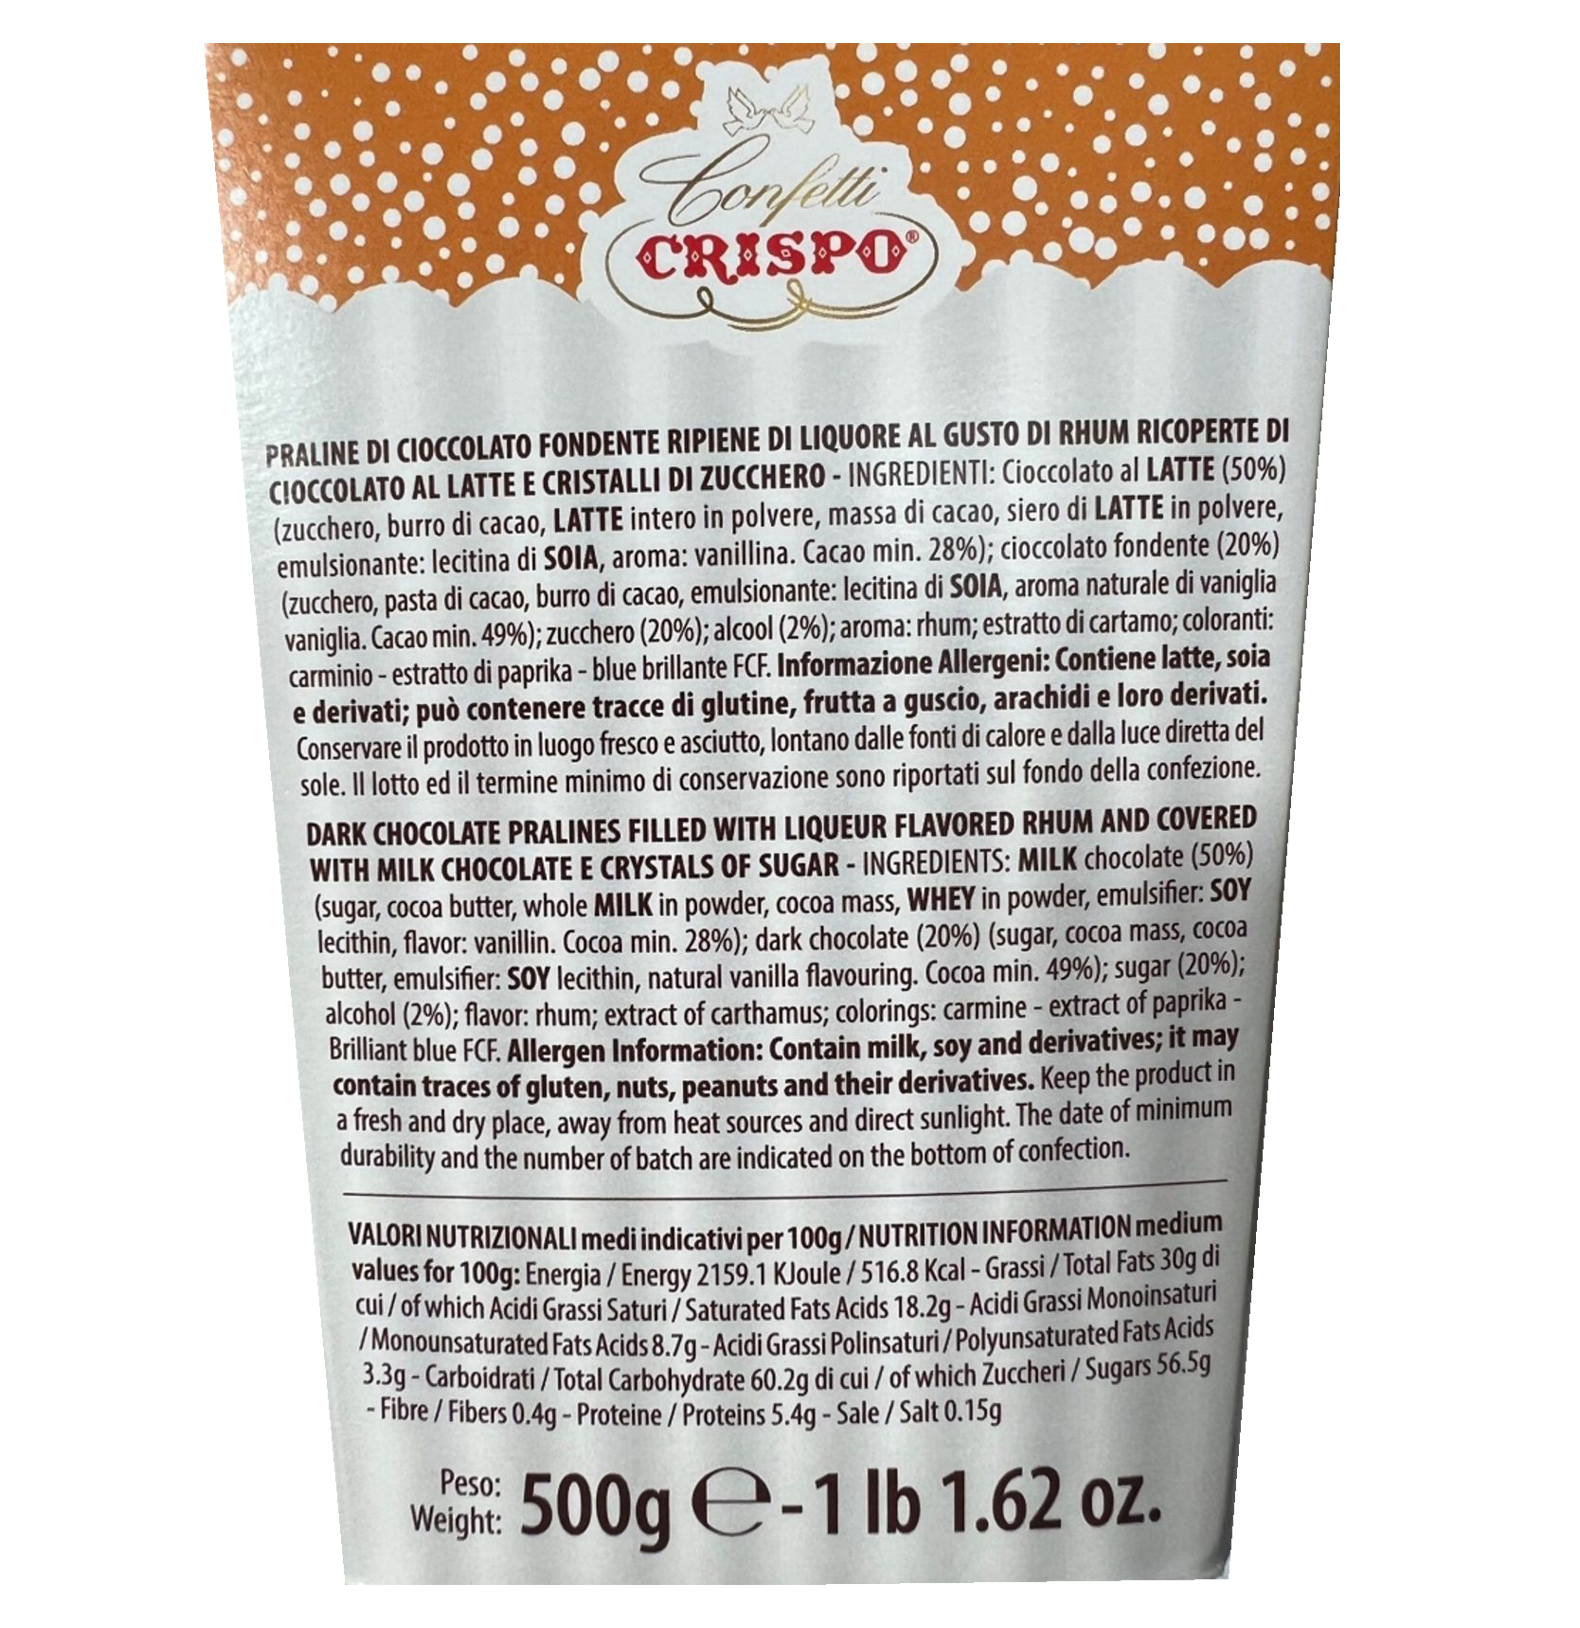 Confetti
CRISPO®
PRALINE DI CIOCCOLATO FONDENTE RIPIENE DI LIQUORE AL GUSTO DI RHUM RICOPERTE DI
CIOCCOLATO AL LATTE E CRISTALLI DI ZUCCHERO - INGREDIENTI: Cioccolato al LATTE (50%)
(zucchero, burro di cacao, LATTE intero in polvere, massa di cacao, siero di LATTE in polvere,
emulsionante: lecitina di SOIA, aroma: vanillina. Cacao min. 28%); cioccolato fondente (20%)
(zucchero, pasta di cacao, burro di cacao, emulsionante: lecitina di SOIA, aroma naturale di vaniglia
vaniglia. Cacao min. 49%); zucchero (20%); alcool (2%); aroma: rhum; estratto di cartamo; coloranti:
carminio - estratto di paprika - blue brillante FCF. Informazione Allergeni: Contiene latte, soia
e derivati; può contenere tracce di glutine, frutta a guscio, arachidi e loro derivati.
Conservare il prodotto in luogo fresco e asciutto, lontano dalle fonti di calore e dalla luce diretta del
sole. Il lotto ed il termine minimo di conservazione sono riportati sul fondo della confezione.
DARK CHOCOLATE PRALINES FILLED WITH LIQUEUR FLAVORED RHUM AND COVERED
WITH MILK CHOCOLATE E CRYSTALS OF SUGAR - INGREDIENTS: MILK chocolate (50%)
(sugar, cocoa butter, whole MILK in powder, cocoa mass, WHEY in powder, emulsifier: SOY
lecithin, flavor: vanillin. Cocoa min. 28%); dark chocolate (20%) (sugar, cocoa mass, cocoa
butter, emulsifier: SOY lecithin, natural vanilla flavouring. Cocoa min. 49%); sugar (20%);
alcohol (2%); flavor: rhum; extract of carthamus; colorings: carmine - extract of paprika -
Brilliant blue FCF. Allergen Information: Contain milk, soy and derivatives; it may
contain traces of gluten, nuts, peanuts and their derivatives. Keep the product in
a fresh and dry place, away from heat sources and direct sunlight. The date of minimum
durability and the number of batch are indicated on the bottom of confection.
VALORI NUTRIZIONALI medi indicativi per 100g / NUTRITION INFORMATION medium
values for 100g: Energia / Energy 2159.1 KJoule / 516.8 Kcal - Grassi / Total Fats 30g di
cui / of which Acidi Grassi Saturi / Saturated Fats Acids 18.2g - Acidi Grassi Monoinsaturi
/ Monounsaturated Fats Acids 8.7g - Acidi Grassi Polinsaturi / Polyunsaturated Fats Acids
3.3g - Carboidrati / Total Carbohydrate 60.2g di cui / of which Zuccheri / Sugars 56.5g
- Fibre / Fibers 0.4g - Proteine / Proteins 5.4g - Sale / Salt 0.15g
Peso:
Weight: 500g ℮ - 1 lb 1.62 oz.